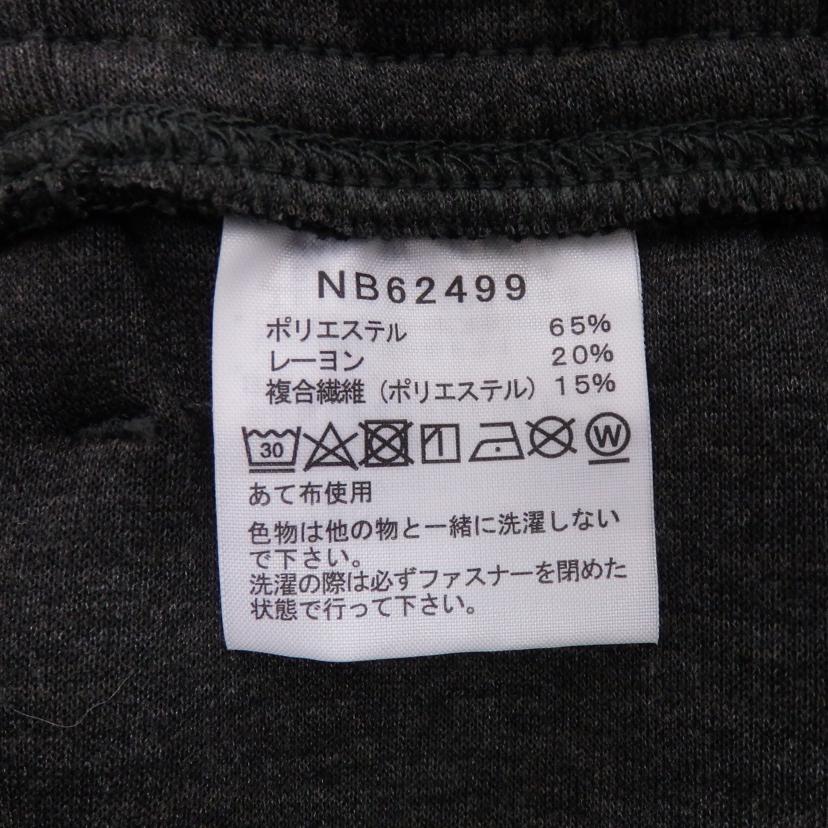 NB62499
ポリエステル 65%
レーヨン 20%
複合繊維（ポリエステル）15%
30 W
あて布使用
色物は他の物と一緒に洗濯しない
で下さい。
洗濯の際は必ずファスナーを閉めた
状態で行って下さい。